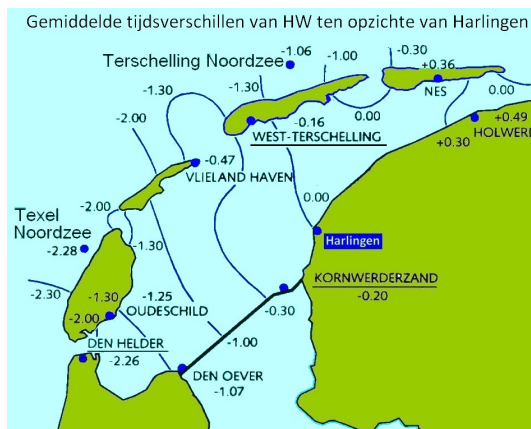 Gemiddelde tijdsverschillen van HW ten opzichte van Harlingen
-1.06
-1.00
-0.30
Terschelling Noordzee
+0.36
-1.30
NES
0.00
-1.30
0.00
-2.00
-0.16
+0.49
WEST-TERSCHELLING
HOLWER
+0.30
-0.47
VLIELAND HAVEN
0.00
-2.00
Texel
Noordzee
Harlingen
-2.28
-1.30
KORNWERDERZAND
-0.20
-2.30
-1.30
-1.25
OUDESCHILD
-0.30
-2.00
DEN HELDER
-1.00
-2.26
DEN OEVER
-1.07